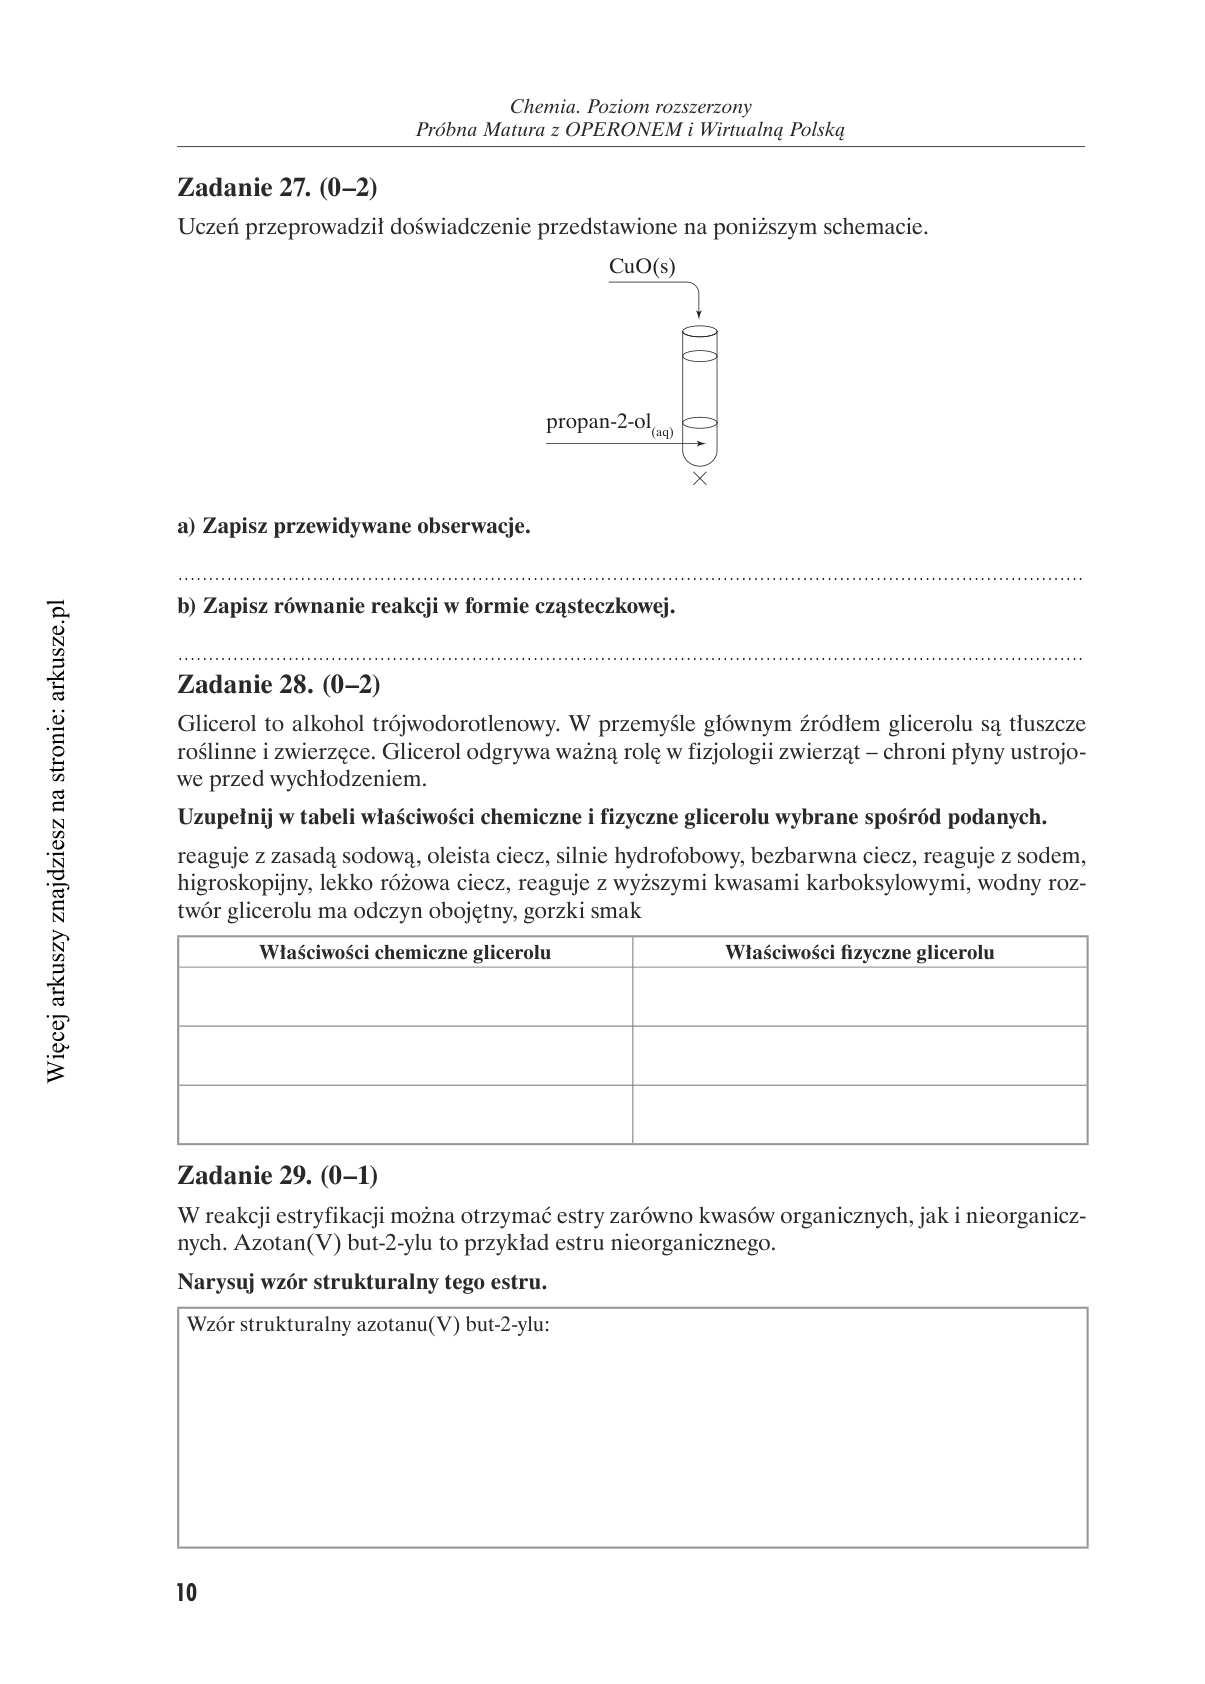 Chemia. Poziom rozszerzony
Próbna Matura z OPERONEM i Wirtualną Polską
Zadanie 27. (0–2)
Uczeń przeprowadził doświadczenie przedstawione na poniższym schemacie.
CuO(s)
propan-2-ol(aq)
a) Zapisz przewidywane obserwacje.
b) Zapisz równanie reakcji w formie cząsteczkowej.
Zadanie 28. (0–2)
Glicerol to alkohol trójwodorotlenowy. W przemyśle głównym źródłem glicerolu są tłuszcze
roślinne i zwierzęce. Glicerol odgrywa ważną rolę w fizjologii zwierząt – chroni płyny ustrojo-
we przed wychłodzeniem.
Uzupełnij w tabeli właściwości chemiczne i fizyczne glicerolu wybrane spośród podanych.
reaguje z zasadą sodową, oleista ciecz, silnie hydrofobowy, bezbarwna ciecz, reaguje z sodem,
higroskopijny, lekko różowa ciecz, reaguje z wyższymi kwasami karboksylowymi, wodny roz-
twór glicerolu ma odczyn obojętny, gorzki smak
Właściwości chemiczne glicerolu
Właściwości fizyczne glicerolu
Zadanie 29. (0–1)
W reakcji estryfikacji można otrzymać estry zarówno kwasów organicznych, jak i nieorganicz-
nych. Azotan(V) but-2-ylu to przykład estru nieorganicznego.
Narysuj wzór strukturalny tego estru.
Wzór strukturalny azotanu(V) but-2-ylu:
10
Więcej arkuszy znajdziesz na stronie: arkusze.pl